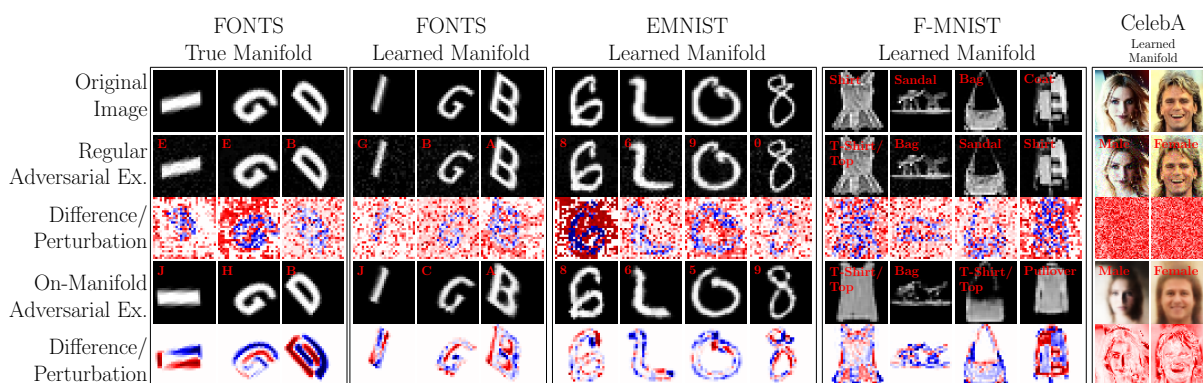 FONTS
True Manifold
FONTS
Learned Manifold
EMNIST
Learned Manifold
F-MNIST
Learned Manifold
CelebA
Learned
Manifold
Original
Image
Shirt Sandal Bag Coat
Regular
Adversarial Ex.
E E B G B A 8 6 9 0 T-Shirt/
Top Bag Sandal Shirt Male Female
Difference/
Perturbation
On-Manifold
Adversarial Ex.
J H B J C A 8 6 5 9 T-Shirt/
Top Bag T-Shirt/
Top Pullover Male Female
Difference/
Perturbation